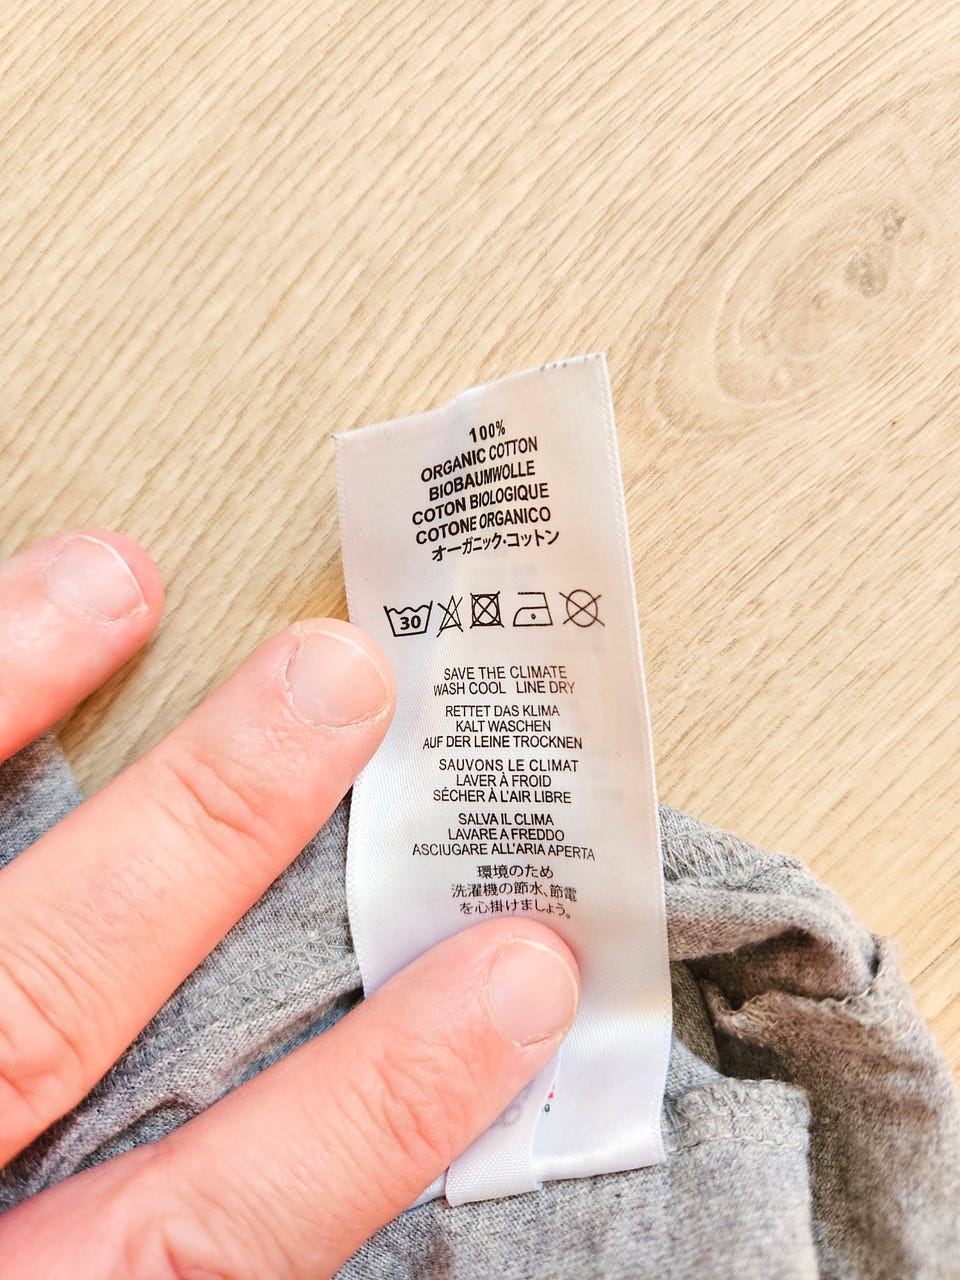 100%
ORGANIC COTTON
BIOBAUMWOLLE
COTON BIOLOGIQUE
COTONE ORGANICO
オーガニック・コットン
30
SAVE THE CLIMATE
WASH COOL LINE DRY
RETTET DAS KLIMA
KALT WASCHEN
AUF DER LEINE TROCKNEN
SAUVONS LE CLIMAT
LAVER À FROID
SÉCHER À L'AIR LIBRE
SALVA IL CLIMA
LAVARE A FREDDO
ASCIUGARE ALL'ARIA APERTA
環境のため
洗濯機の節水、節電
を心掛けましょう。